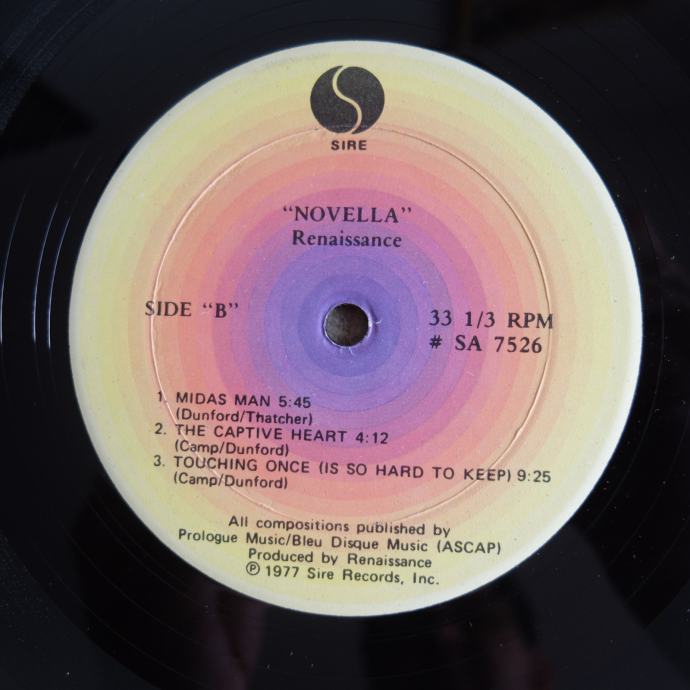 SIRE
"NOVELLA"
Renaissance
SIDE "B"
33 1/3 RPM
# SA 7526
1. MIDAS MAN 5:45
(Dunford/Thatcher)
2. THE CAPTIVE HEART 4:12
(Camp/Dunford)
3. TOUCHING ONCE (IS SO HARD TO KEEP) 9:25
(Camp/Dunford)
All compositions published by
Prologue Music/Bleu Disque Music (ASCAP)
Produced by Renaissance
℗ 1977 Sire Records, Inc.